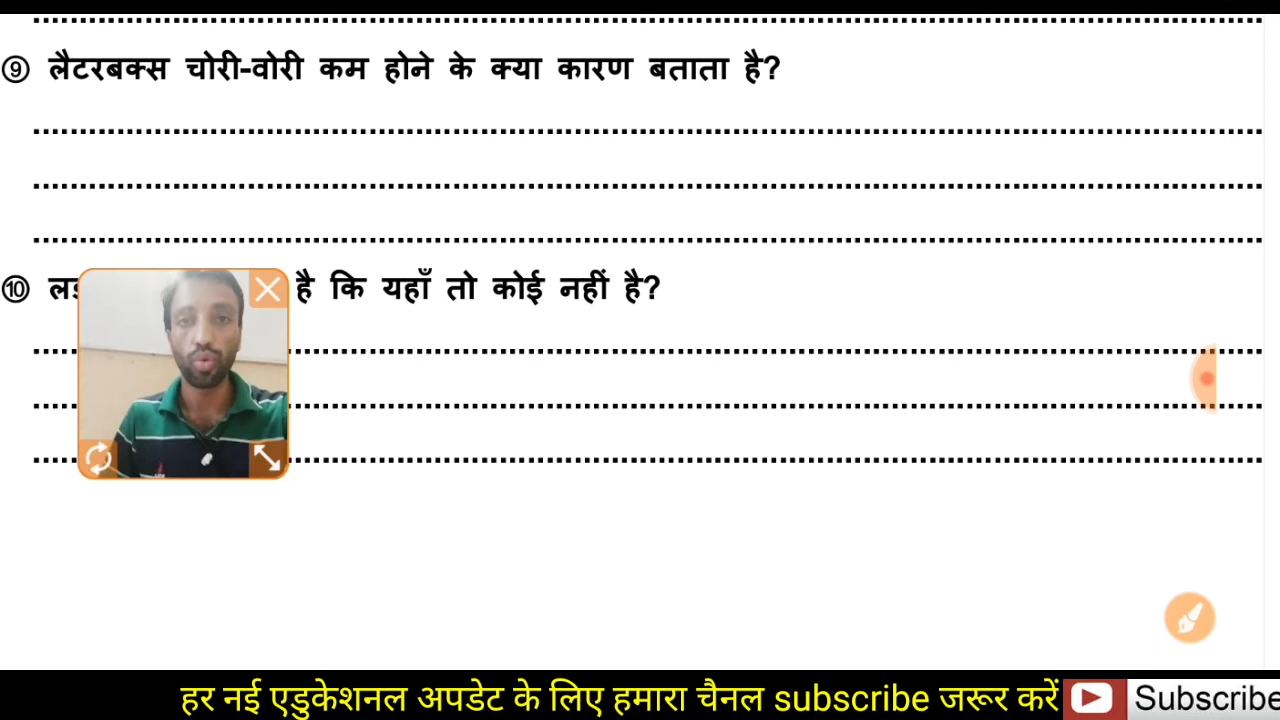 ⑨ लैटरबक्स चोरी-वोरी कम होने के क्या कारण बताता है?
⑩ है कि यहाँ तो कोई नहीं है?
हर नई एडुकेशनल अपडेट के लिए हमारा चैनल subscribe जरूर करें Subscribe